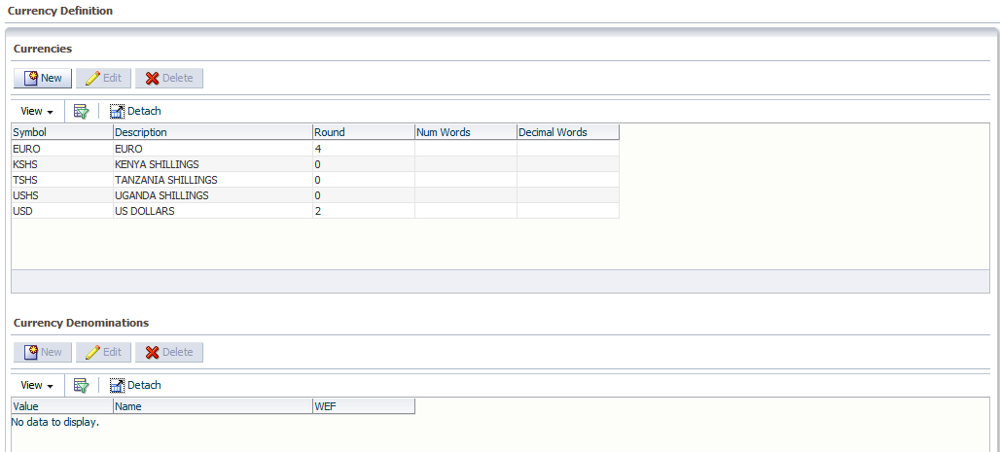 Currency Definition
Currencies
New Edit Delete
View Detach
Symbol Description Round Num Words Decimal Words
EURO EURO 4
KSHS KENYA SHILLINGS 0
TSHS TANZANIA SHILLINGS 0
USHS UGANDA SHILLINGS 0
USD US DOLLARS 2
Currency Denominations
New Edit Delete
View Detach
Value Name WEF
No data to display.